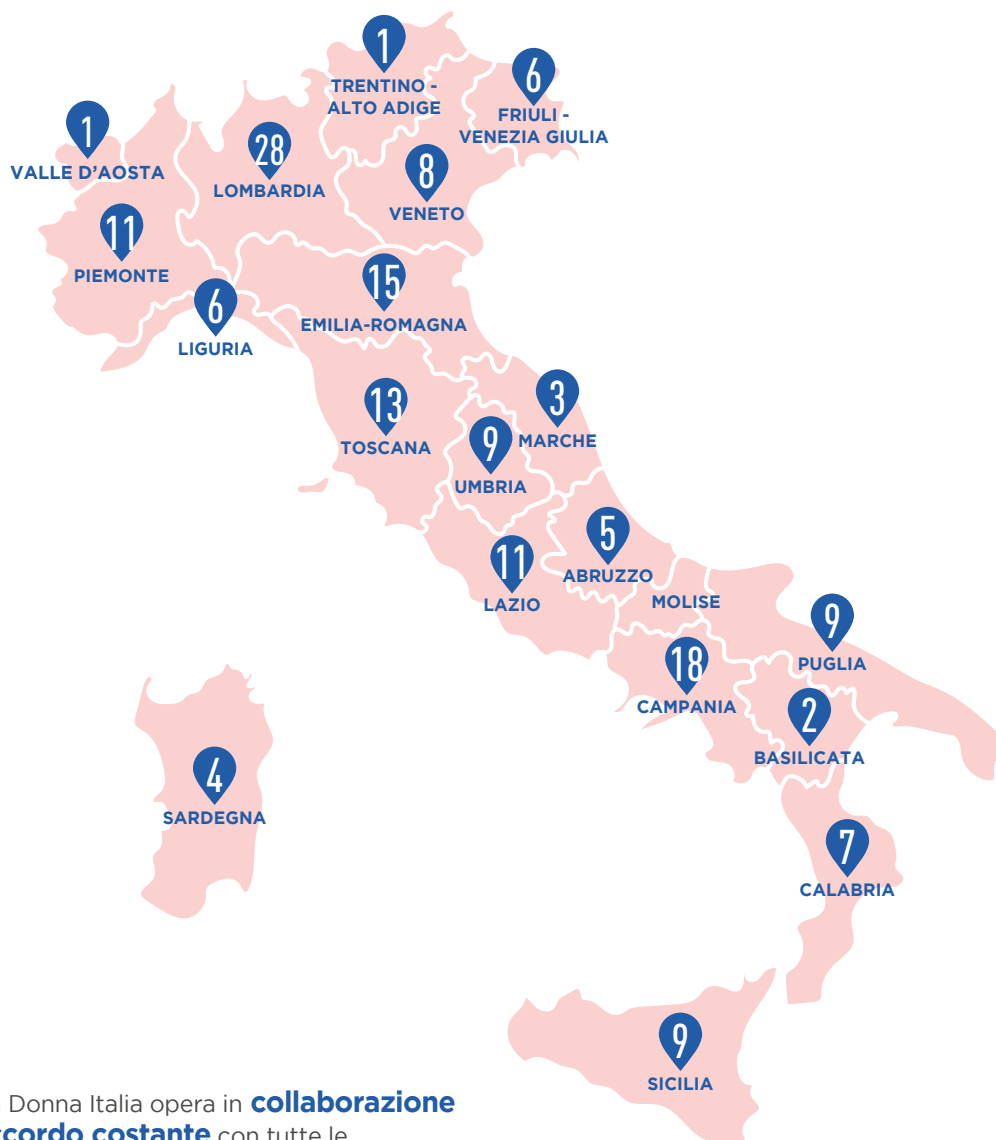 1
TRENTINO -
ALTO ADIGE
6
FRIULI -
VENEZIA GIULIA
1
VALLE D'AOSTA
28
LOMBARDIA
8
VENETO
11
PIEMONTE
15
EMILIA-ROMAGNA
6
LIGURIA
13
TOSCANA
3
MARCHE
9
UMBRIA
5
ABRUZZO
11
LAZIO
MOLISE
9
PUGLIA
18
CAMPANIA
2
BASILICATA
4
SARDEGNA
7
CALABRIA
9
SICILIA
Donna Italia opera in collaborazione
costante con tutte le